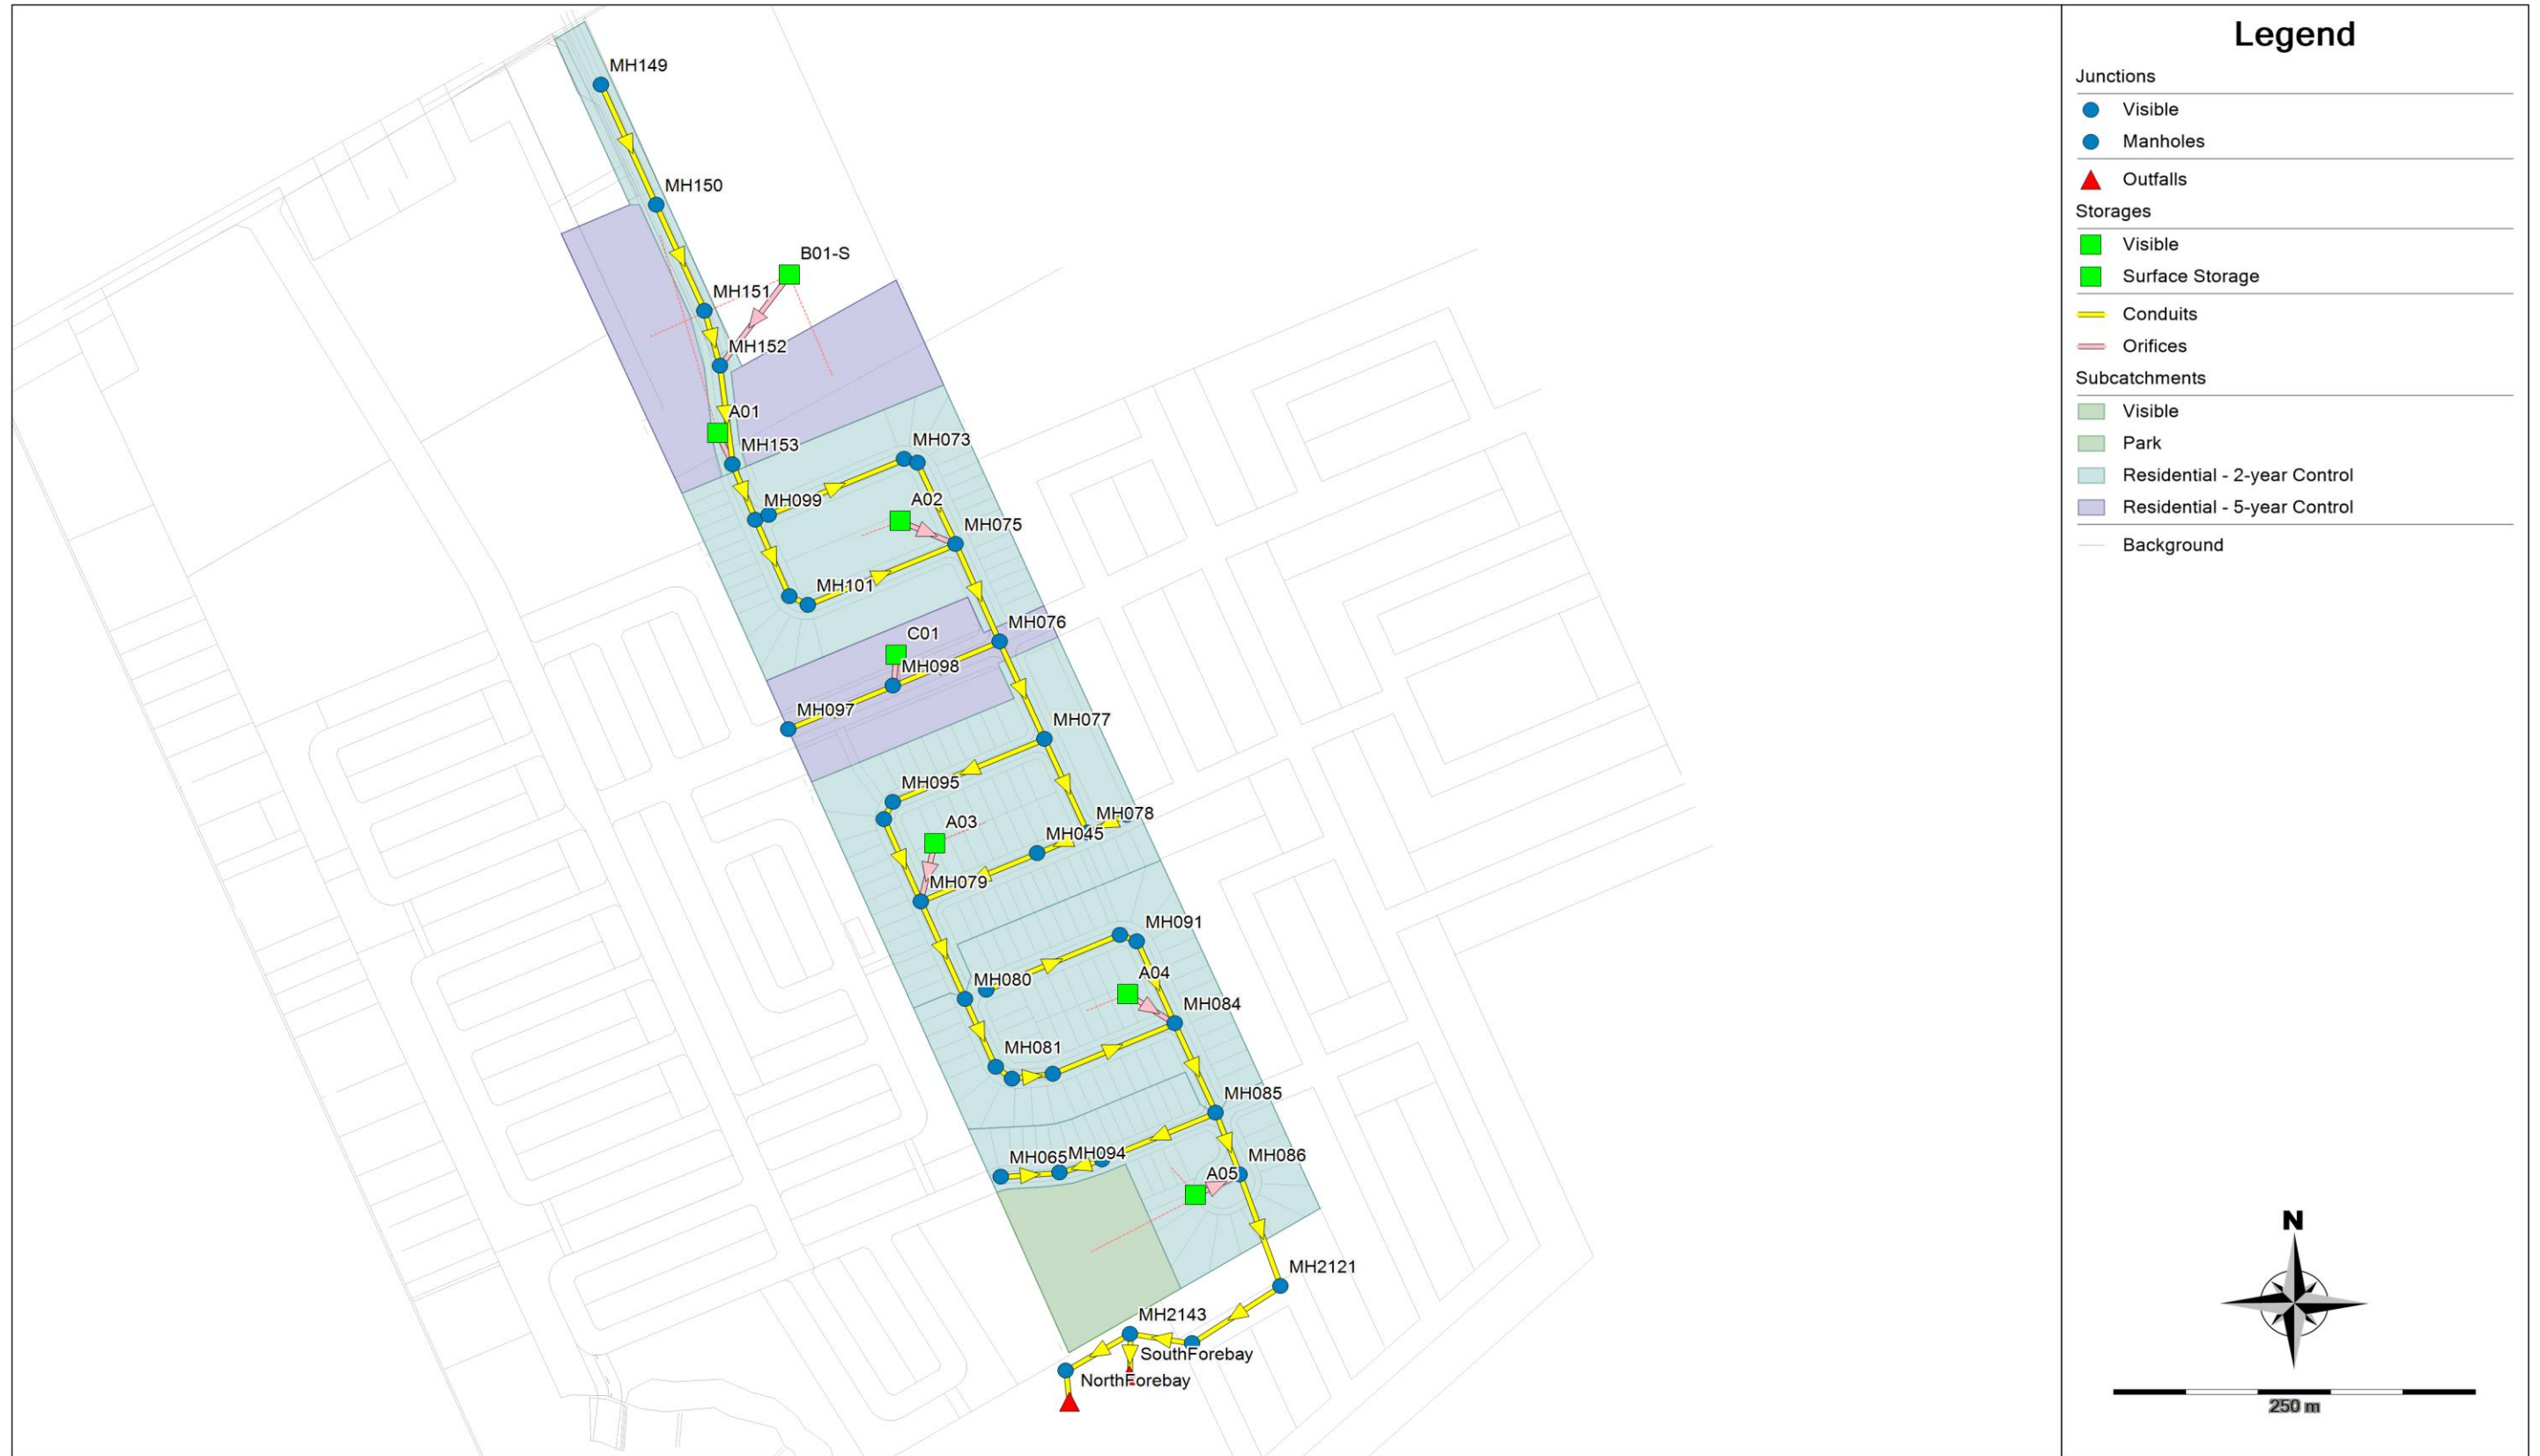 MH149
MH150
B01-S
MH151
MH152
A01
MH153
MH073
MH099
A02
MH075
MH101
MH076
C01
MH098
MH097
MH077
MH095
MH078
A03
MH045
MH079
MH091
A04
MH080
MH084
MH081
MH085
MH065
MH094
MH086
A05
MH2121
MH2143
SouthForebay
NorthForebay
Legend
Junctions
Visible
Manholes
Outfalls
Storages
Visible
Surface Storage
Conduits
Orifices
Subcatchments
Visible
Park
Residential - 2-year Control
Residential - 5-year Control
Background
N
250 m